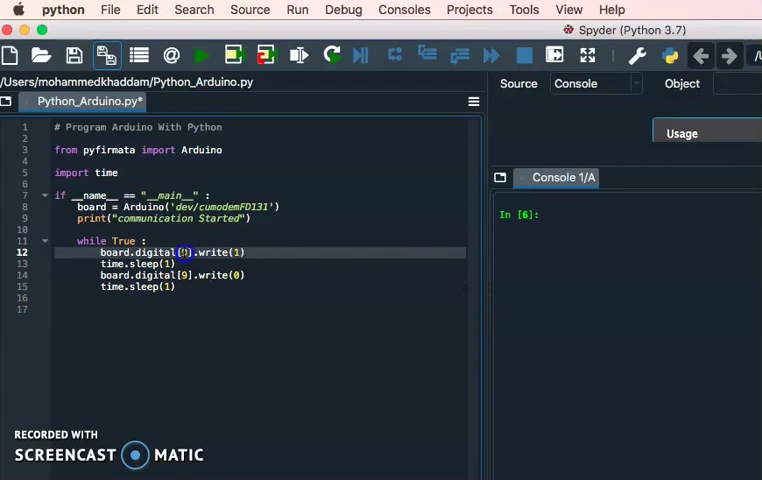 python File Edit Search Source Run Debug Consoles Projects Tools View Help
Spyder (Python 3.7)
/Users/mohammedkhaddam/Python_Arduino.py
Source Console Object
Python_Arduino.py*
Usage
Console 1/A
In [6]:
1 # Program Arduino With Python
2
3 from pyfirmata import Arduino
4
5 import time
6
7 if __name__ == "__main__" :
8 board = Arduino('dev/cumodemFD131')
9 print("communication Started")
10
11 while True :
12 board.digital[9].write(1)
13 time.sleep(1)
14 board.digital[9].write(0)
15 time.sleep(1)
16
17
RECORDED WITH
SCREENCAST MATIC